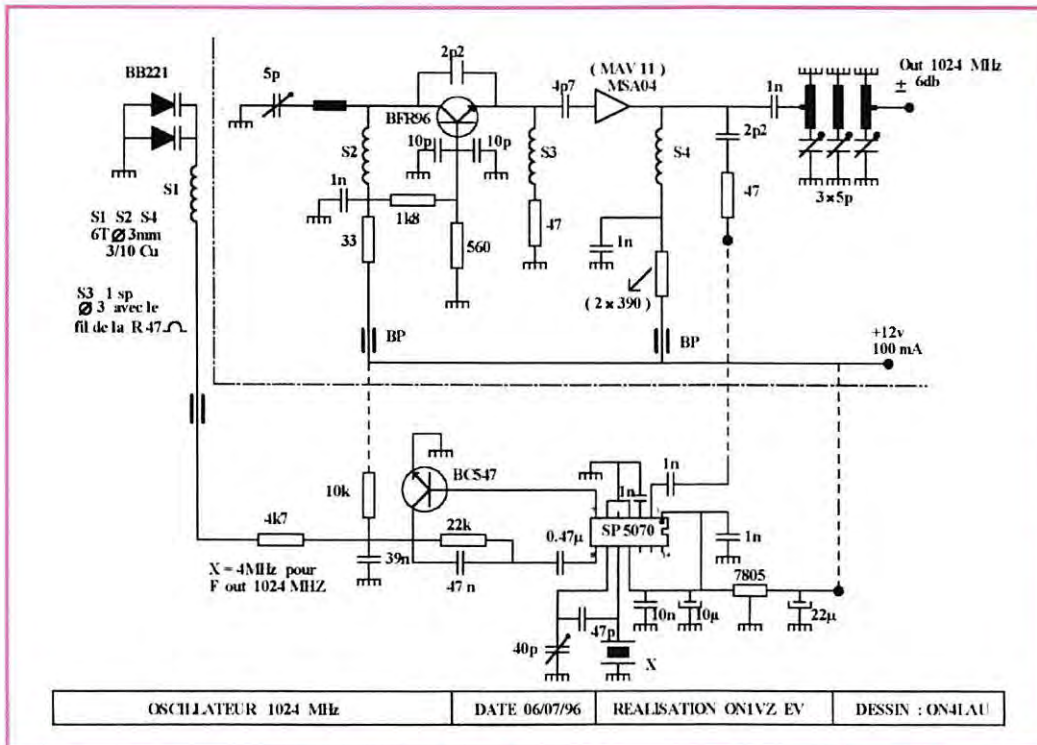 BB221
5p
2p2
BFR96
4p7
( MAV 11 )
MSA04
1n
Out 1024 MHz
± 6db
S1
S2
10p
10p
S3
S4
2p2
47
3x5p
1n
1k8
33
560
47
1n
( 2 x 390 )
S1 S2 S4
6T Ø 3mm
3/10 Cu
S3 1 sp
Ø 3 avec le
fil de la R 47
BP
BP
+12v
100 mA
BC547
10k
1n
1n
SP 5070
1n
4k7
22k
0.47µ
39n
47 n
7805
X = 4MHz pour
F out 1024 MHZ
10n
10µ
22µ
47p
40p
X
OSCILLATEUR 1024 MHz
DATE 06/07/96
REALISATION ON1VZ EV
DESSIN : ON4LAU